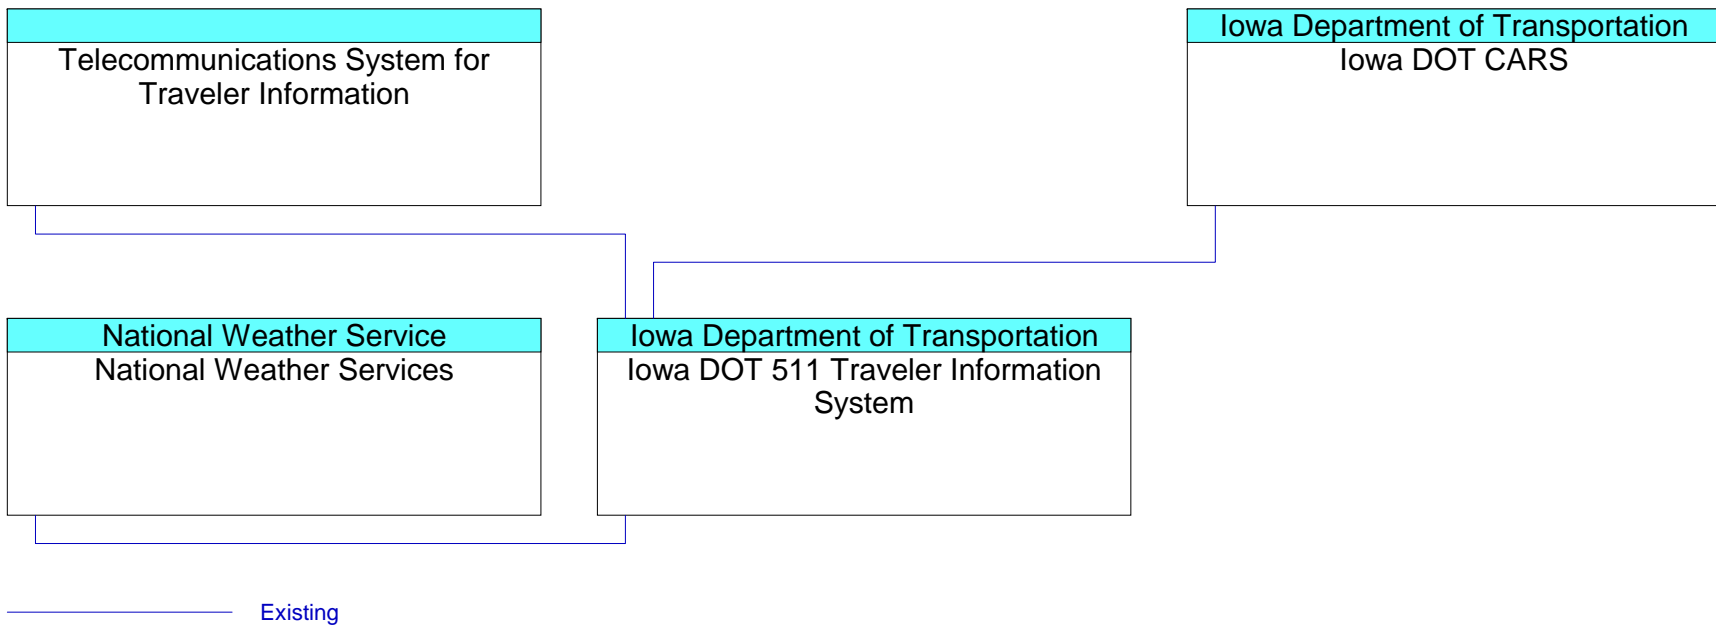 Telecommunications System for
Traveler Information
Iowa Department of Transportation
Iowa DOT CARS
National Weather Service
National Weather Services
Iowa Department of Transportation
Iowa DOT 511 Traveler Information
System
Existing